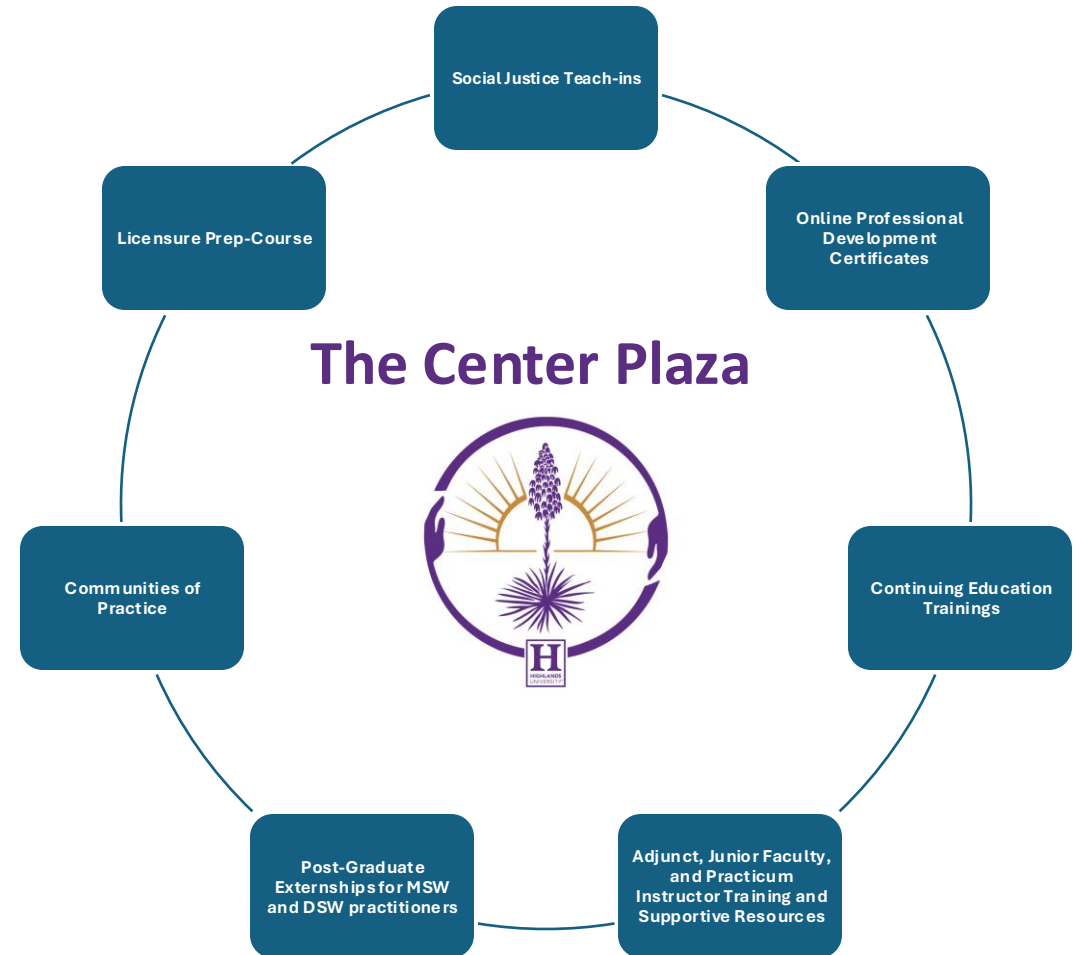 Social Justice Teach-ins
Online Professional
Development
Certificates
Continuing Education
Trainings
Adjunct, Junior Faculty,
and Practicum
Instructor Training and
Supportive Resources
Post-Graduate
Externships for MSW
and DSW practitioners
Communities of
Practice
Licensure Prep-Course
The Center Plaza
H
HIGHLANDS
UNIVERSITY